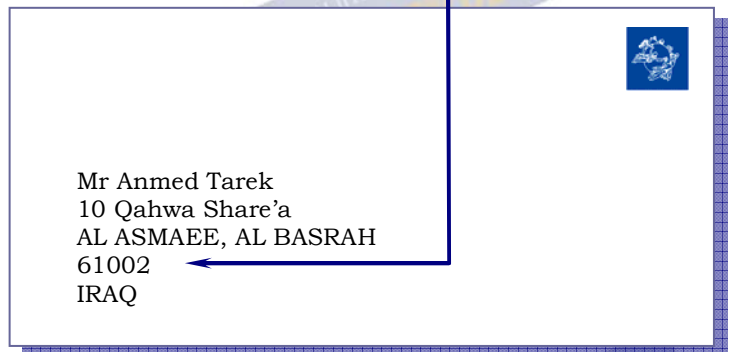 Mr Anmed Tarek
10 Qahwa Share’a
AL ASMAEE, AL BASRAH
61002
IRAQ